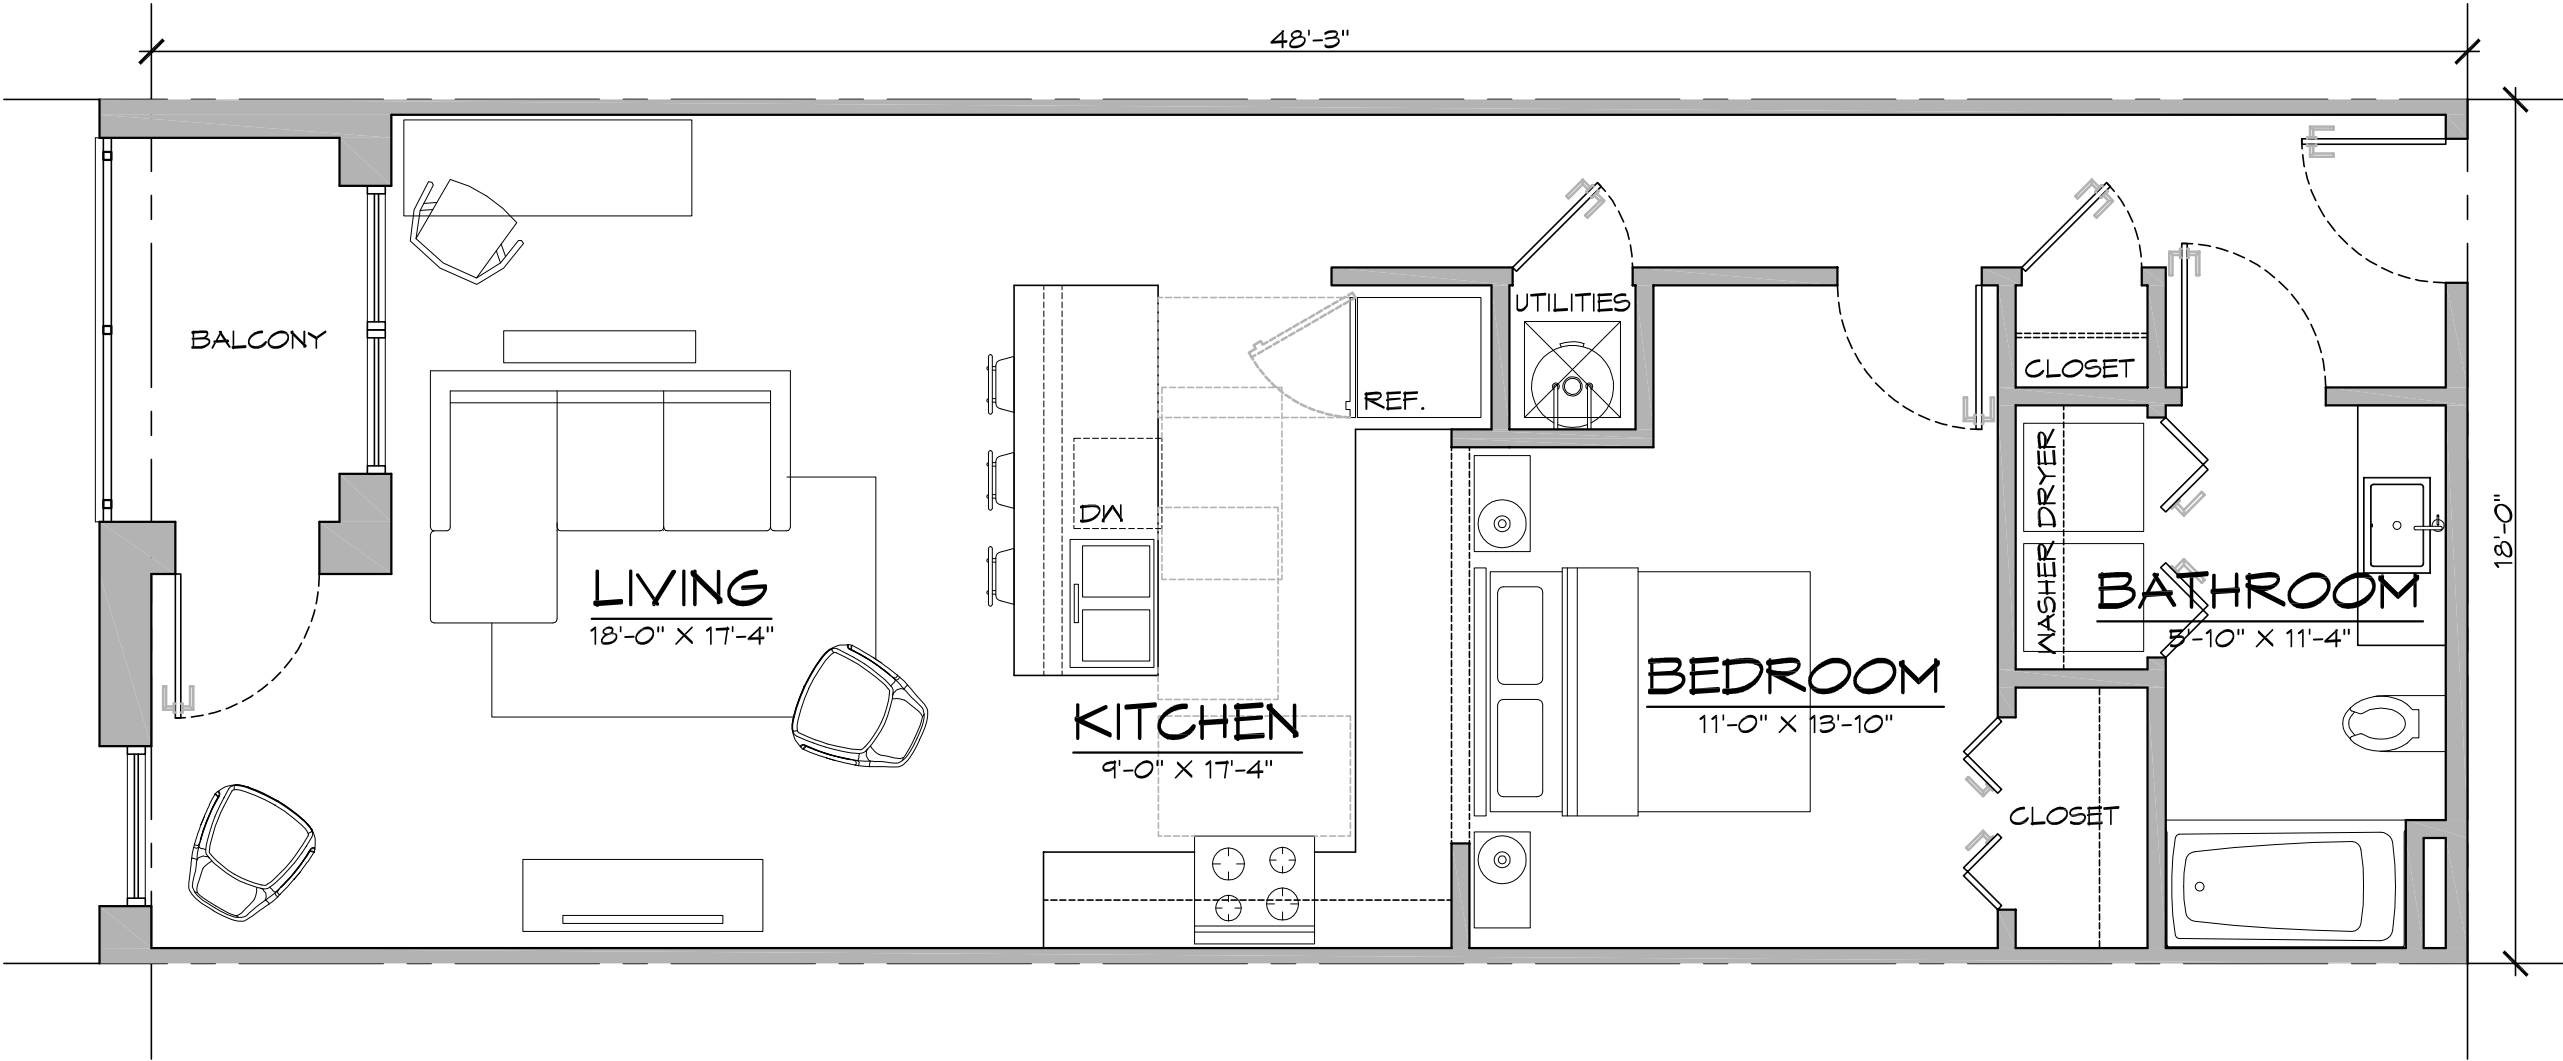 48'-3"
UTILITIES
BALCONY
CLOSET
REF.
DRYER
WASHER
DW
18'-0"
LIVING
18'-0" X 17'-4"
BATHROOM
5'-10" X 11'-4"
BEDROOM
11'-0" X 13'-10"
KITCHEN
9'-0" X 17'-4"
CLOSET